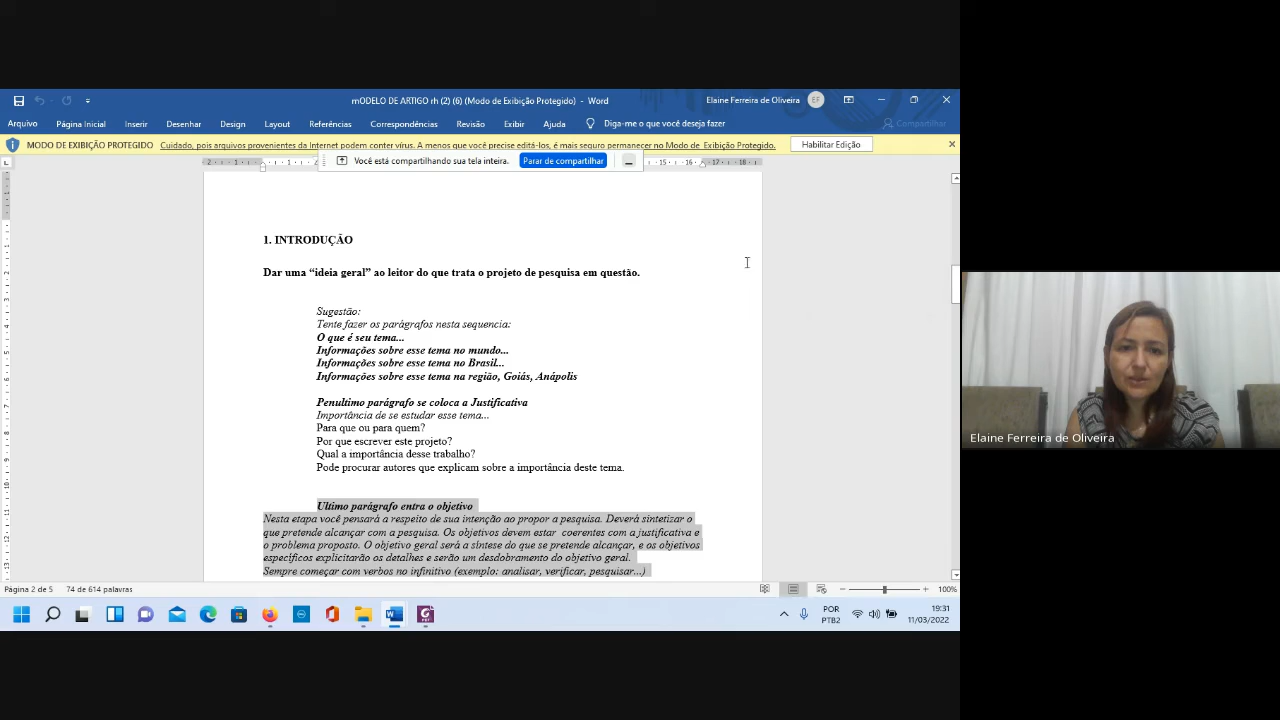 mODELO DE ARTIGO rh (2) (6) (Modo de Exibição Protegido) - Word
Elaine Ferreira de Oliveira
EF
Arquivo
Página Inicial
Inserir
Desenhar
Design
Layout
Referências
Correspondências
Revisão
Exibir
Ajuda
Diga-me o que você deseja fazer
Compartilhar
MODO DE EXIBIÇÃO PROTEGIDO
Cuidado, pois arquivos provenientes da Internet podem conter vírus. A menos que você precise editá-los, é mais seguro permanecer no Modo de Exibição Protegido.
Habilitar Edição
Você está compartilhando sua tela inteira.
Parar de compartilhar
1. INTRODUÇÃO
Dar uma “ideia geral” ao leitor do que trata o projeto de pesquisa em questão.
Sugestão:
Tente fazer os parágrafos nesta sequencia:
O que é seu tema...
Informações sobre esse tema no mundo...
Informações sobre esse tema no Brasil...
Informações sobre esse tema na região, Goiás, Anápolis
Penultimo parágrafo se coloca a Justificativa
Importância de se estudar esse tema...
Para que ou para quem?
Por que escrever este projeto?
Qual a importância desse trabalho?
Pode procurar autores que explicam sobre a importância deste tema.
Ultimo parágrafo entra o objetivo
Nesta etapa você pensará a respeito de sua intenção ao propor a pesquisa. Deverá sintetizar o
que pretende alcançar com a pesquisa. Os objetivos devem estar coerentes com a justificativa e
o problema proposto. O objetivo geral será a síntese do que se pretende alcançar, e os objetivos
específicos explicitarão os detalhes e serão um desdobramento do objetivo geral.
Sempre começar com verbos no infinitivo (exemplo: analisar, verificar, pesquisar...)
Elaine Ferreira de Oliveira
Página 2 de 5
74 de 614 palavras
100%
POR
PTB2
19:31
11/03/2022